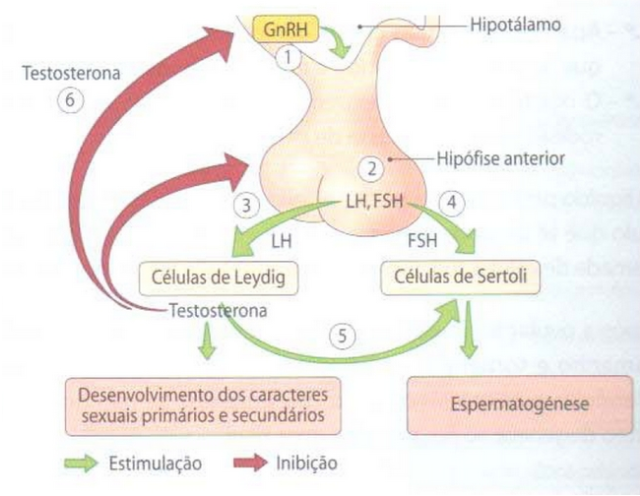 GnRH
Hipotálamo
1
Testosterona
6
2
Hipófise anterior
LH, FSH
3
4
LH
FSH
Células de Leydig
Células de Sertoli
Testosterona
5
Desenvolvimento dos caracteres
sexuais primários e secundários
Espermatogénese
Estimulação
Inibição